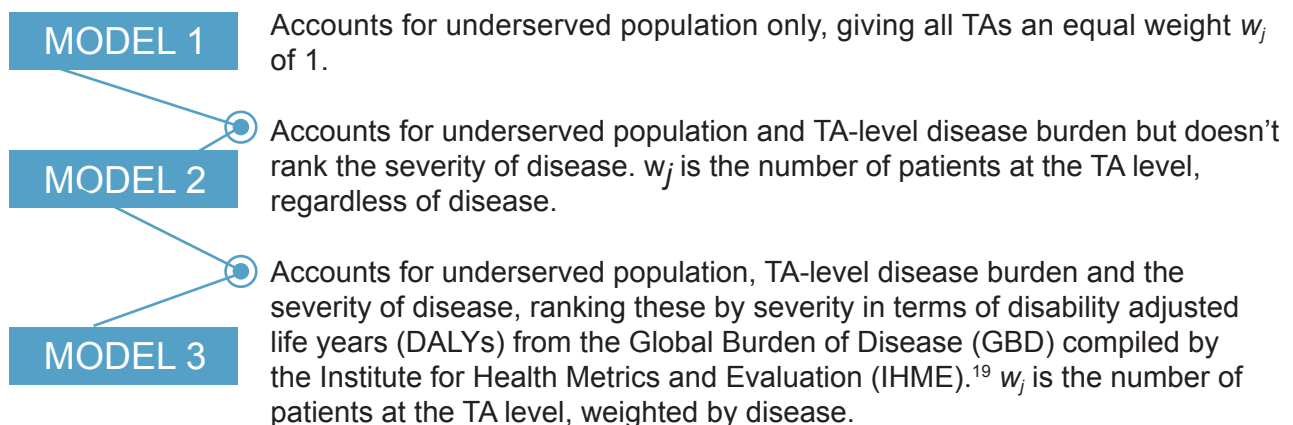 MODEL 1
Accounts for underserved population only, giving all TAs an equal weight wj
of 1.
MODEL 2
Accounts for underserved population and TA-level disease burden but doesn’t
rank the severity of disease. wj is the number of patients at the TA level,
regardless of disease.
MODEL 3
Accounts for underserved population, TA-level disease burden and the
severity of disease, ranking these by severity in terms of disability adjusted
life years (DALYs) from the Global Burden of Disease (GBD) compiled by
the Institute for Health Metrics and Evaluation (IHME).19 wj is the number of
patients at the TA level, weighted by disease.